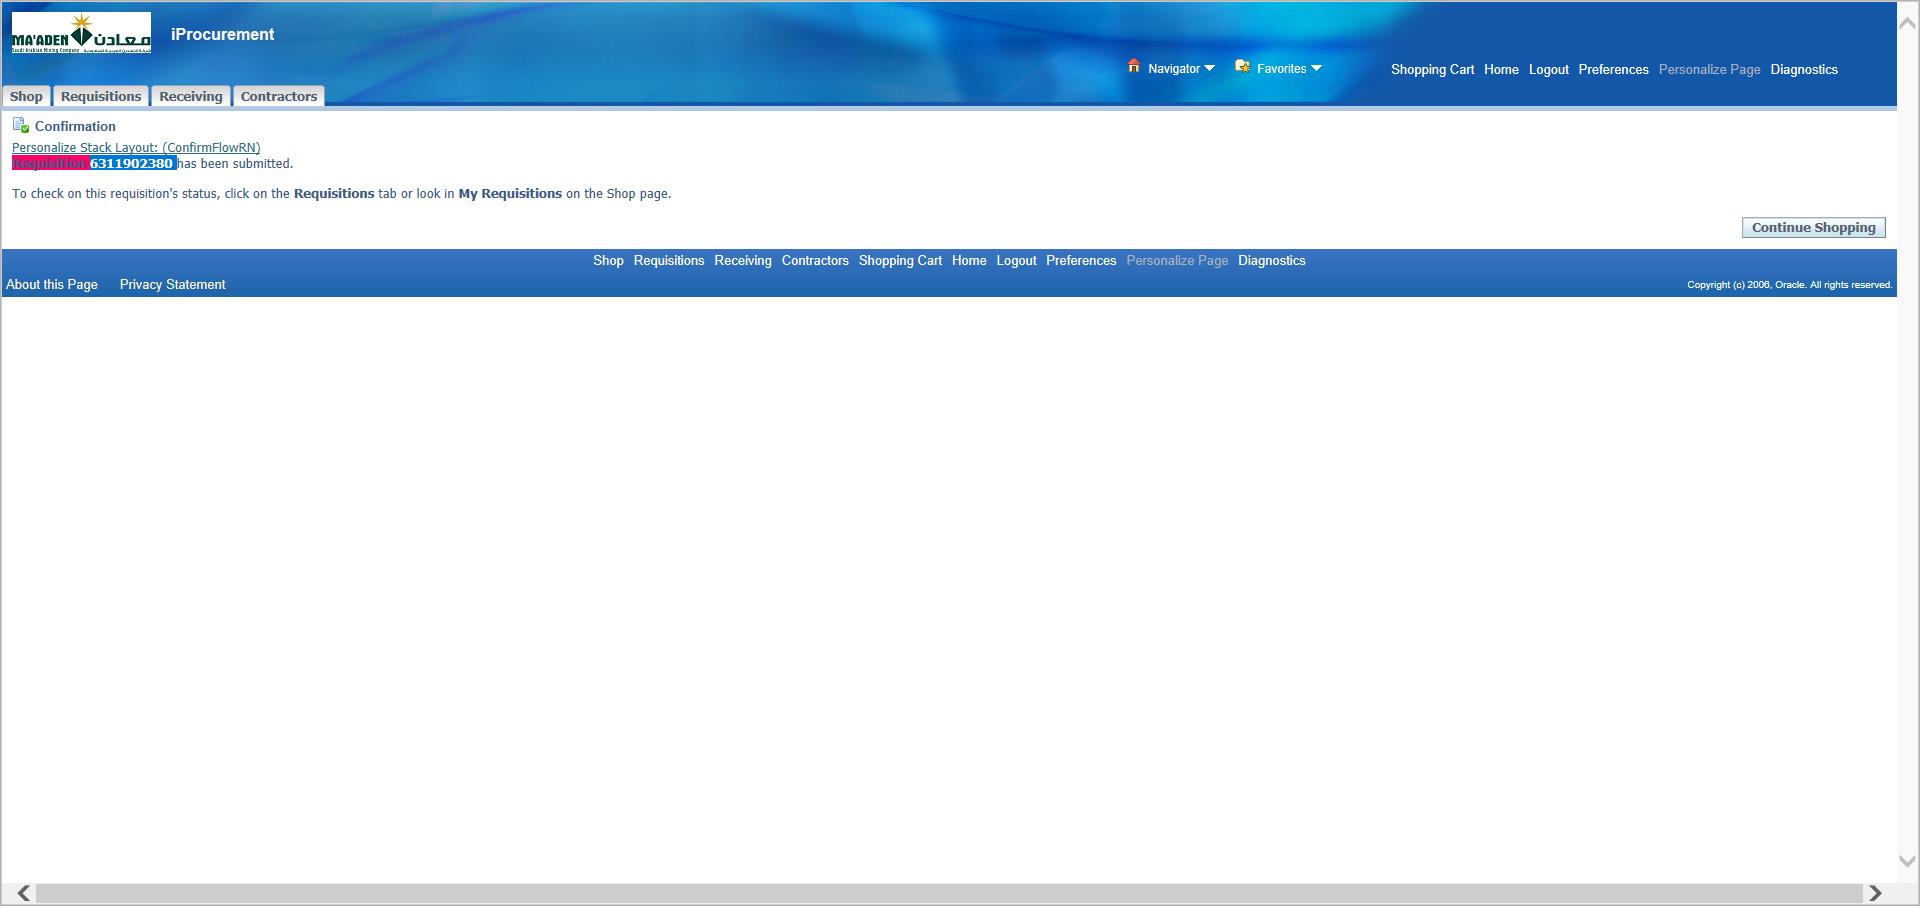 MA'ADEN معادن
Saudi Arabian Mining Company شركة التعدين العربية السعودية
iProcurement
Navigator Favorites Shopping Cart Home Logout Preferences Personalize Page Diagnostics
Shop Requisitions Receiving Contractors
Confirmation
Personalize Stack Layout: (ConfirmFlowRN)
Requisition 6311902380 has been submitted.
To check on this requisition's status, click on the Requisitions tab or look in My Requisitions on the Shop page.
Continue Shopping
Shop Requisitions Receiving Contractors Shopping Cart Home Logout Preferences Personalize Page Diagnostics
About this Page Privacy Statement Copyright (c) 2006, Oracle. All rights reserved.